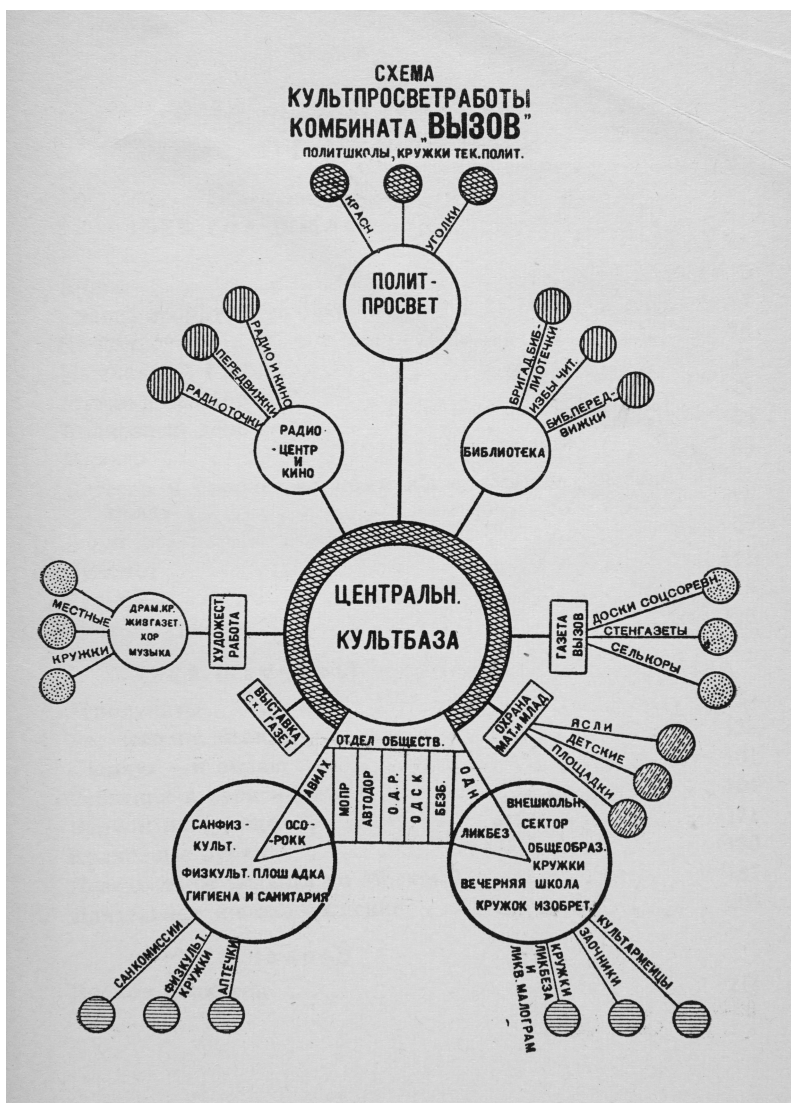 СХЕМА
КУЛЬТПРОСВЕТРАБОТЫ
КОМБИНАТА „ВЫЗОВ"
ПОЛИТШКОЛЫ, КРУЖКИ ТЕК. ПОЛИТ.
КРАСН.
УГОЛКИ
ПОЛИТ-
ПРОСВЕТ
РАДИО И КИНО
ПЕРЕДВИЖКИ
РАДИОТОЧКИ
РАДИО-
-ЦЕНТР
И
КИНО
БРИГАД. БИБ-
ЛИОТЕЧКИ
ИЗБЫ ЧИТ.
БИБ. ПЕРЕД-
ВИЖКИ
БИБЛИОТЕКА
ЦЕНТРАЛЬН.
КУЛЬТБАЗА
МЕСТНЫЕ
КРУЖКИ
ДРАМ. КР.
ЖИВГАЗЕТ.
ХОР
МУЗЫКА
ХУДОЖЕСТ.
РАБОТА
ВЫСТАВКА
С.Х. ГАЗЕТ
ГАЗЕТА
ВЫЗОВ
ДОСКИ СОЦСОРЕВН.
СТЕНГАЗЕТЫ
СЕЛЬКОРЫ
ОХРАНА
МАТ. И МЛАД
ЯСЛИ
ДЕТСКИЕ
ПЛОЩАДКИ
ОТДЕЛ ОБЩЕСТВ.
АВИАХ
МОПР
АВТОДОР
О.Д.Р.
ОДСК
БЕЗБ.
ОДН
САНФИЗ-
КУЛЬТ.
ОСО-
-РОКК
ФИЗКУЛЬТ. ПЛОШАДКА
ГИГИЕНА И САНИТАРИЯ
САНКОМИССИИ
ФИЗКУЛЬТ.
КРУЖКИ
АПТЕЧКИ
ЛИКБЕЗ
ВНЕШКОЛЬН.
СЕКТОР
ОБЩЕОБРАЗ.
КРУЖКИ
ВЕЧЕРНЯЯ ШКОЛА
КРУЖОК ИЗОБРЕТ.
КРУЖКИ
ЛИКБЕЗА
И
ЛИКВ. МАЛОГРАМ
ЗАОЧНИКИ
КУЛЬТАРМЕЙЦЫ